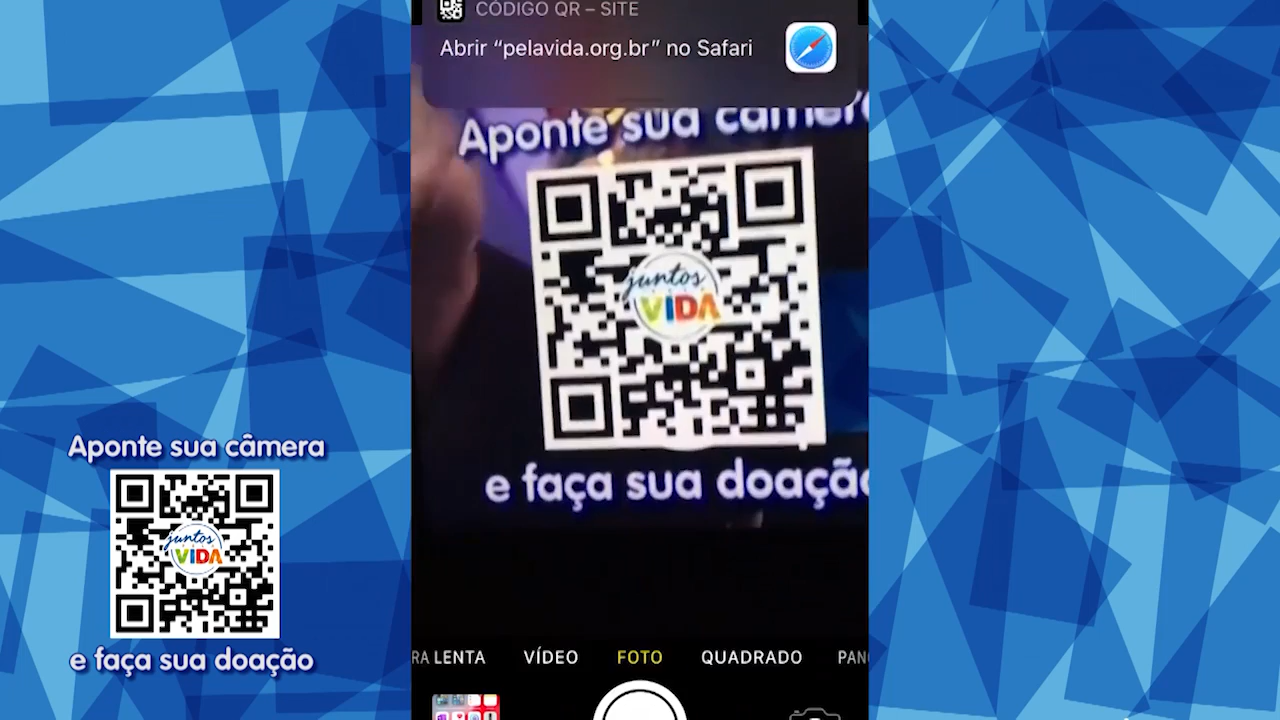 CÓDIGO QR – SITE
Abrir “pelavida.org.br” no Safari
Aponte sua câmera
juntos
VIDA
e faça sua doação
RA LENTA VÍDEO FOTO QUADRADO PAN
Aponte sua câmera
juntos
VIDA
e faça sua doação